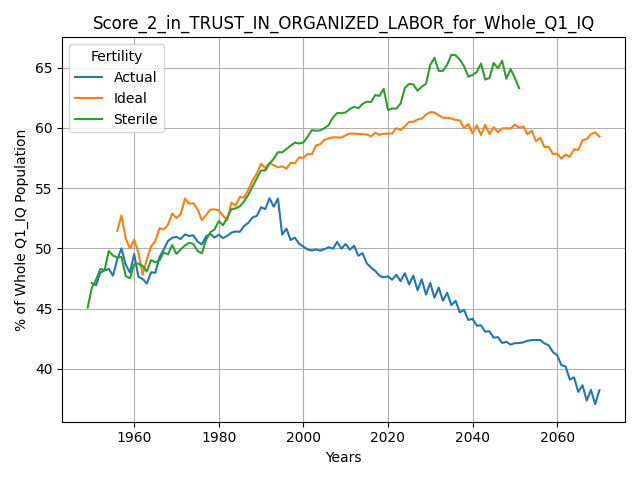 Score_2_in_TRUST_IN_ORGANIZED_LABOR_for_Whole_Q1_IQ
Fertility
Actual
Ideal
Sterile
% of Whole Q1_IQ Population
65
60
55
50
45
40
1960
1980
2000
2020
2040
2060
Years